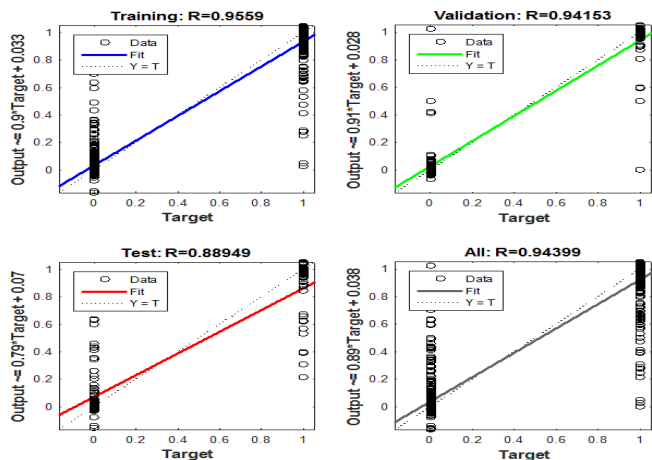 Training: R=0.9559
Output ~= 0.9*Target + 0.033
Data
Fit
Y = T
1
0.8
0.6
0.4
0.2
0
0 0.2 0.4 0.6 0.8 1
Target
Validation: R=0.94153
Output ~= 0.91*Target + 0.028
Data
Fit
Y = T
1
0.8
0.6
0.4
0.2
0
0 0.2 0.4 0.6 0.8 1
Target
Test: R=0.88949
Output ~= 0.79*Target + 0.07
Data
Fit
Y = T
1
0.8
0.6
0.4
0.2
0
0 0.2 0.4 0.6 0.8 1
Target
All: R=0.94399
Output ~= 0.89*Target + 0.038
Data
Fit
Y = T
1
0.8
0.6
0.4
0.2
0
0 0.2 0.4 0.6 0.8 1
Target